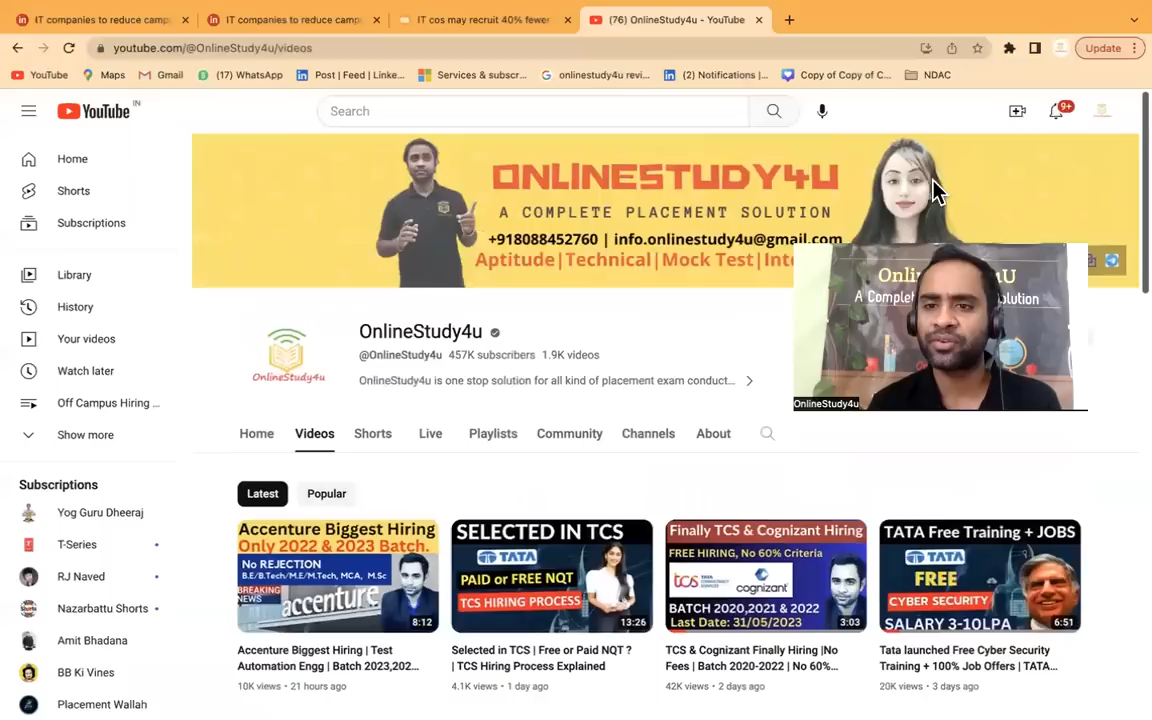 IT companies to reduce camp
IT companies to reduce camp
IT cos may recruit 40% fewer
(76) OnlineStudy4u - YouTube
youtube.com/@OnlineStudy4u/videos
Update
YouTube
Maps
Gmail
(17) WhatsApp
Post | Feed | Linke...
Services & subscr...
onlinestudy4u revi...
(2) Notifications |...
Copy of Copy of C...
NDAC
YouTube IN
Search
9+
Home
Shorts
Subscriptions
Library
History
Your videos
Watch later
Off Campus Hiring ...
Show more
Subscriptions
Yog Guru Dheeraj
T-Series
RJ Naved
Nazarbattu Shorts
Amit Bhadana
BB Ki Vines
Placement Wallah
ONLINESTUDY4U
A COMPLETE PLACEMENT SOLUTION
+918088452760 | info.onlinestudy4u@gmail.com
Aptitude|Technical|Mock Test|Int
OnlineStudy4u
OnlineStudy4u
@OnlineStudy4u 457K subscribers 1.9K videos
OnlineStudy4u is one stop solution for all kind of placement exam conduct...
OnlineStudy4u
Home Videos Shorts Live Playlists Community Channels About
Latest Popular
Accenture Biggest Hiring
Only 2022 & 2023 Batch.
No REJECTION
B.E/B.Tech/M.E/M.Tech, MCA, M.Sc
BREAKING
NEWS
accenture
8:12
Accenture Biggest Hiring | Test
Automation Engg | Batch 2023,202...
10K views • 21 hours ago
SELECTED IN TCS
TATA
PAID or FREE NQT
TCS HIRING PROCESS
13:26
Selected in TCS | Free or Paid NQT ?
| TCS Hiring Process Explained
4.1K views • 1 day ago
Finally TCS & Cognizant Hiring
FREE HIRING, No 60% Criteria
tcs
cognizant
BATCH 2020,2021 & 2022
Last Date: 31/05/2023
3:03
TCS & Cognizant Finally Hiring |No
Fees | Batch 2020-2022 | No 60%...
42K views • 2 days ago
TATA Free Training + JOBS
TATA
FREE
CYBER SECURITY
SALARY 3-10LPA
6:51
Tata launched Free Cyber Security
Training + 100% Job Offers | TATA...
20K views • 3 days ago